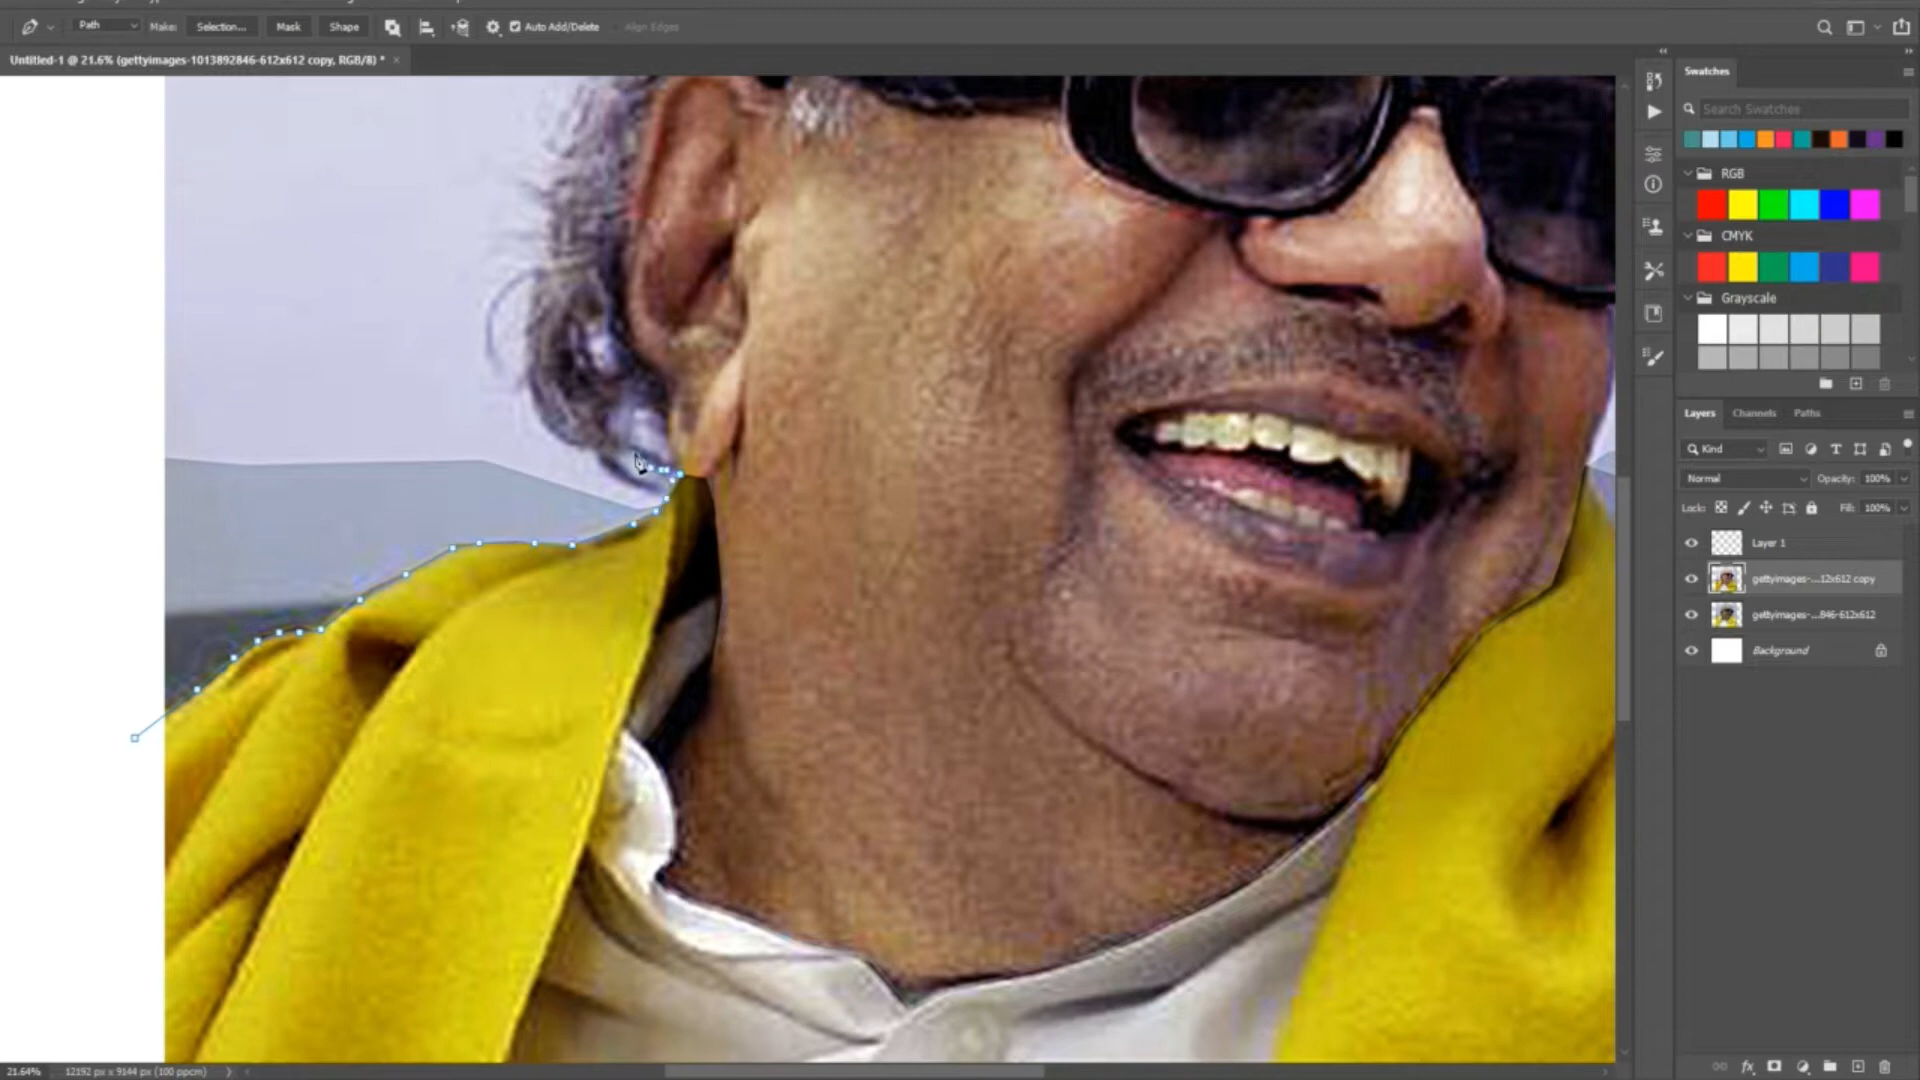 Path Make: Selection... Mask Shape Auto Add/Delete Align Edges
Untitled-1 @ 21.6% (gettyimages-1013892846-612x612 copy, RGB/8) * ×
Swatches
Search Swatches
RGB
CMYK
Grayscale
Layers Channels Paths
Kind
Normal Opacity: 100%
Lock: Fill: 100%
Layer 1
gettyimages-...12x612 copy
gettyimages-...846-612x612
Background
fx
21.64% 12192 px x 9144 px (100 ppcm)